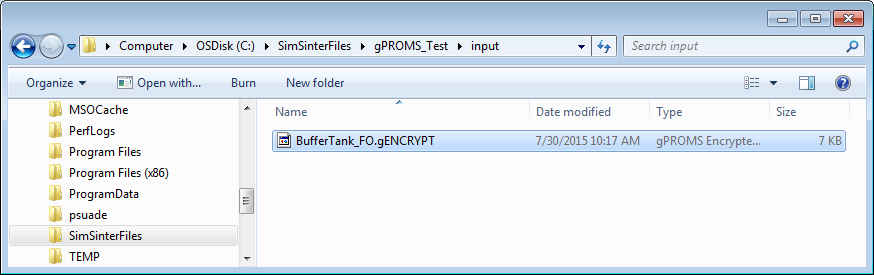 Computer ▸ OSDisk (C:) ▸ SimSinterFiles ▸ gPROMS_Test ▸ input
Search input
Organize Open with... Burn New folder
Name Date modified Type Size
BufferTank_FO.gENCRYPT 7/30/2015 10:17 AM gPROMS Encrypte... 7 KB
MSOCache
PerfLogs
Program Files
Program Files (x86)
ProgramData
psuade
SimSinterFiles
TEMP